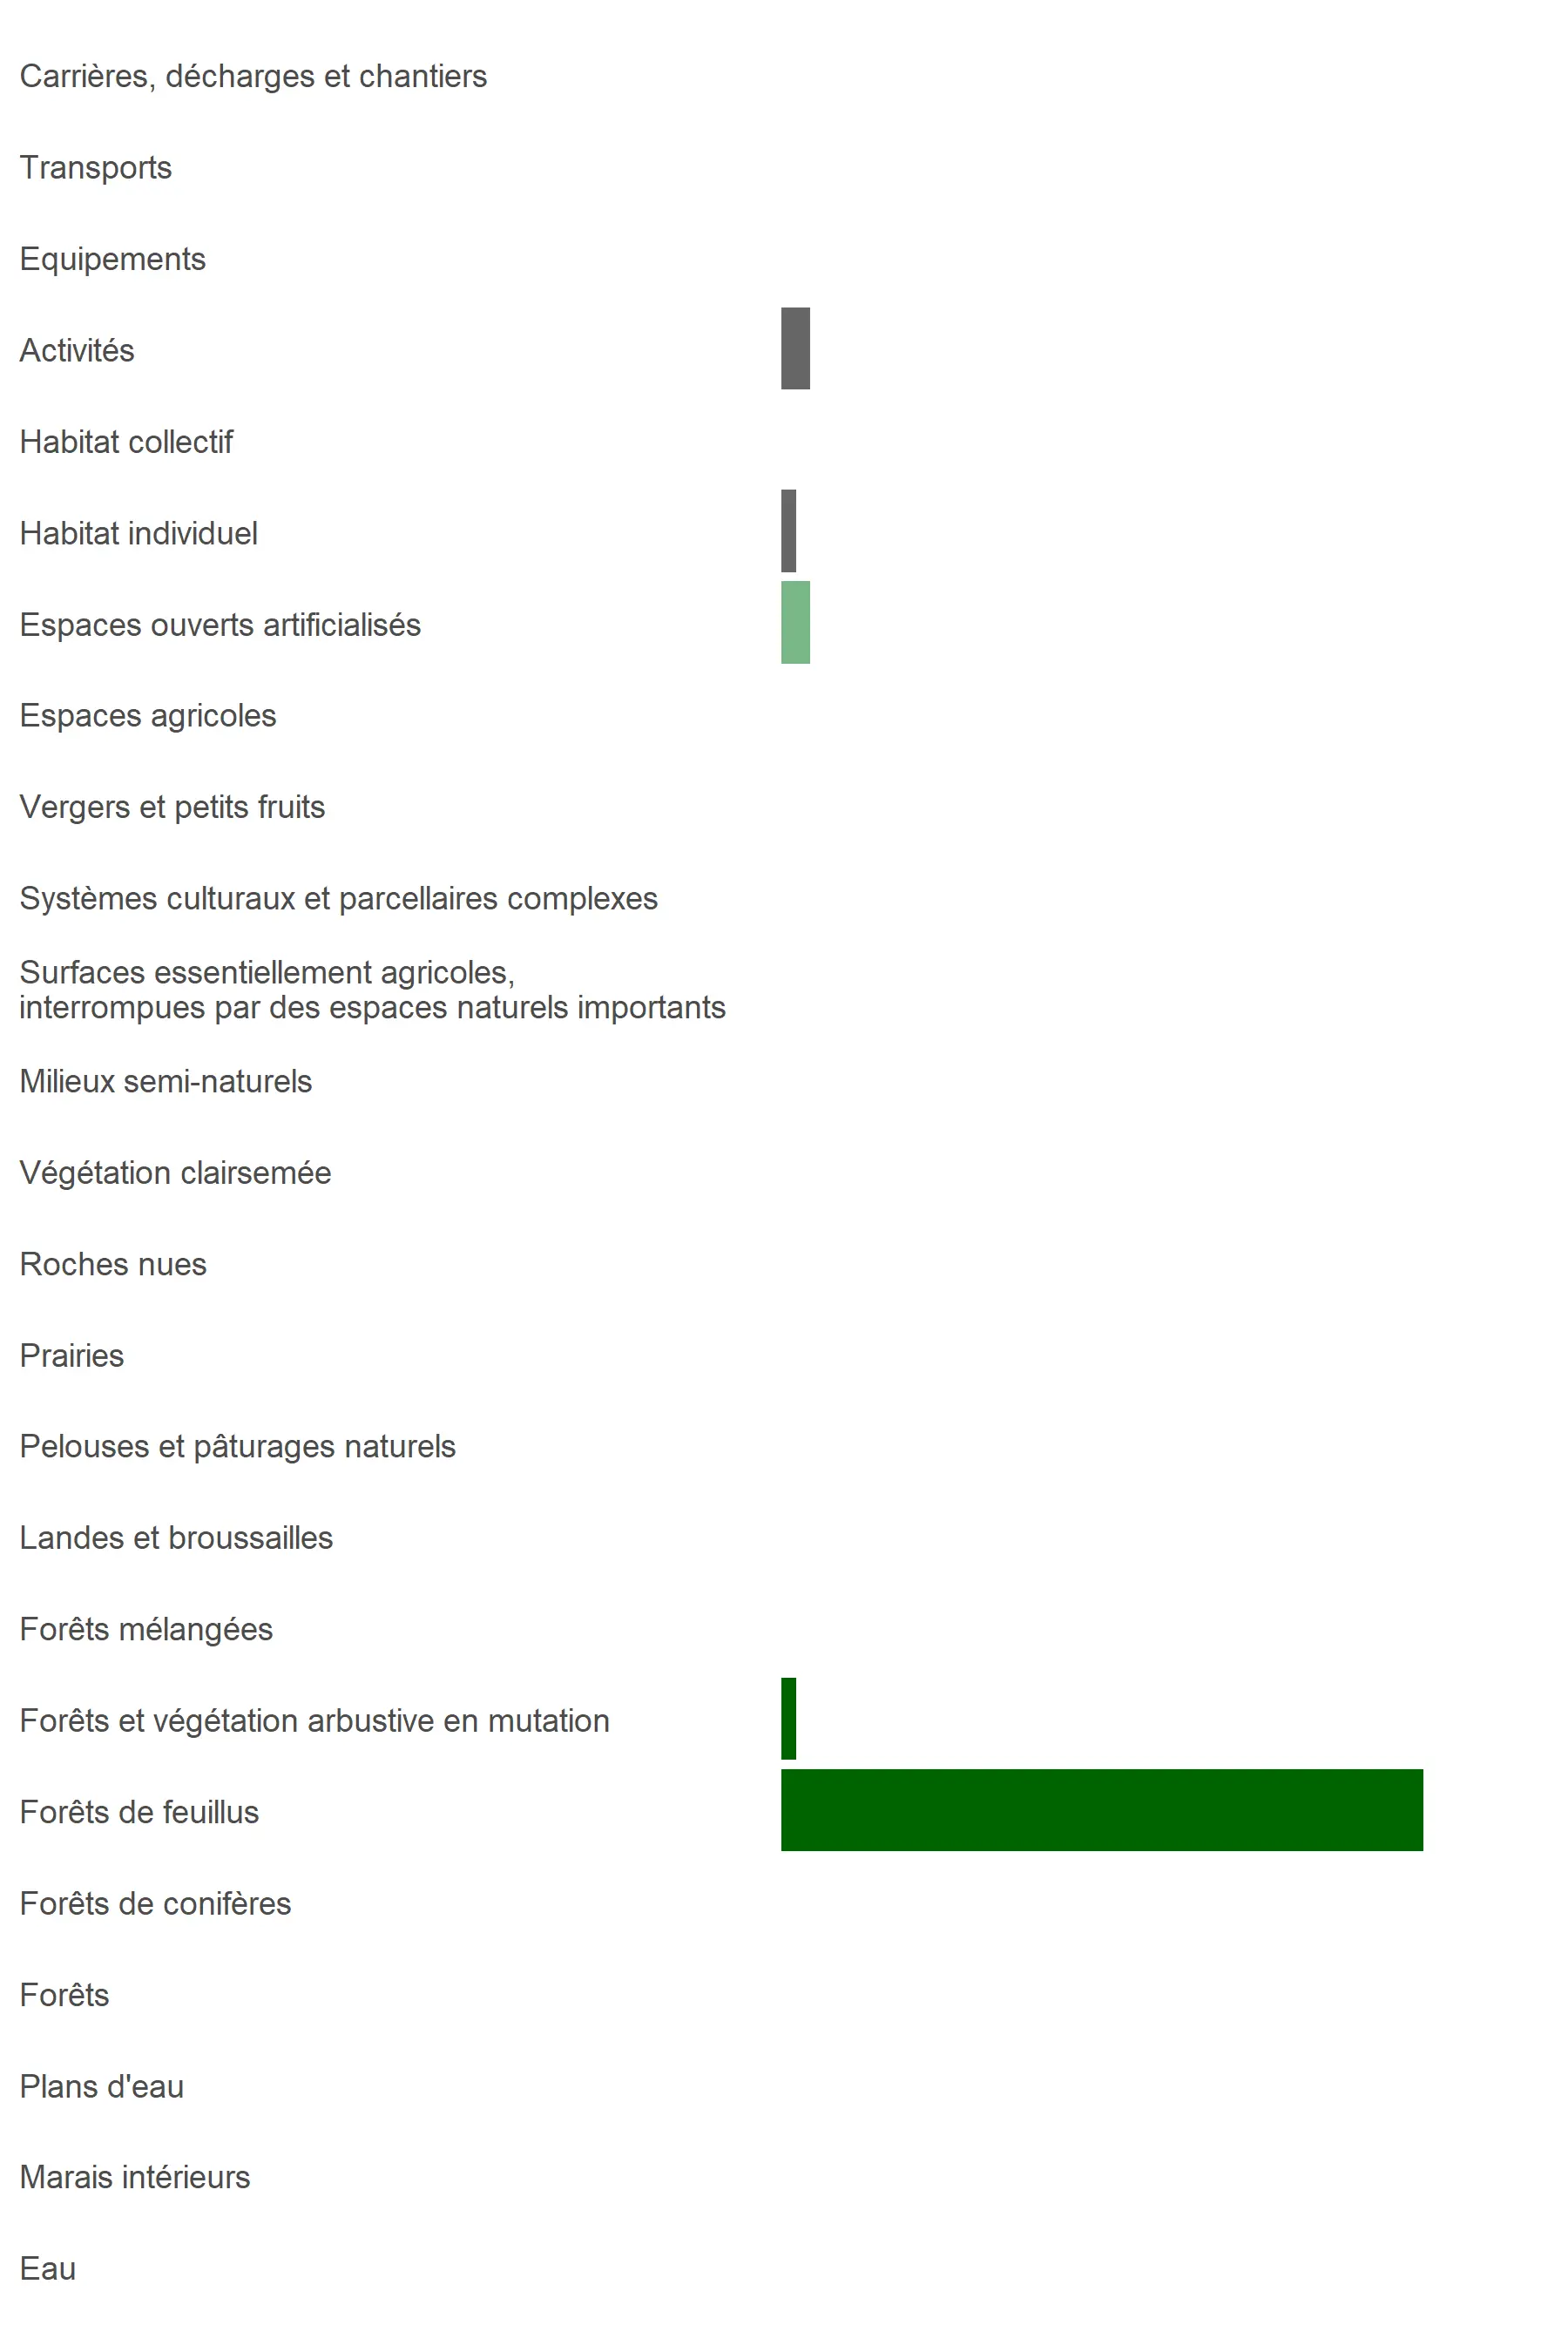 Carrières, décharges et chantiers
Transports
Equipements
Activités
Habitat collectif
Habitat individuel
Espaces ouverts artificialisés
Espaces agricoles
Vergers et petits fruits
Systèmes culturaux et parcellaires complexes
Surfaces essentiellement agricoles,
interrompues par des espaces naturels importants
Milieux semi-naturels
Végétation clairsemée
Roches nues
Prairies
Pelouses et pâturages naturels
Landes et broussailles
Forêts mélangées
Forêts et végétation arbustive en mutation
Forêts de feuillus
Forêts de conifères
Forêts
Plans d'eau
Marais intérieurs
Eau